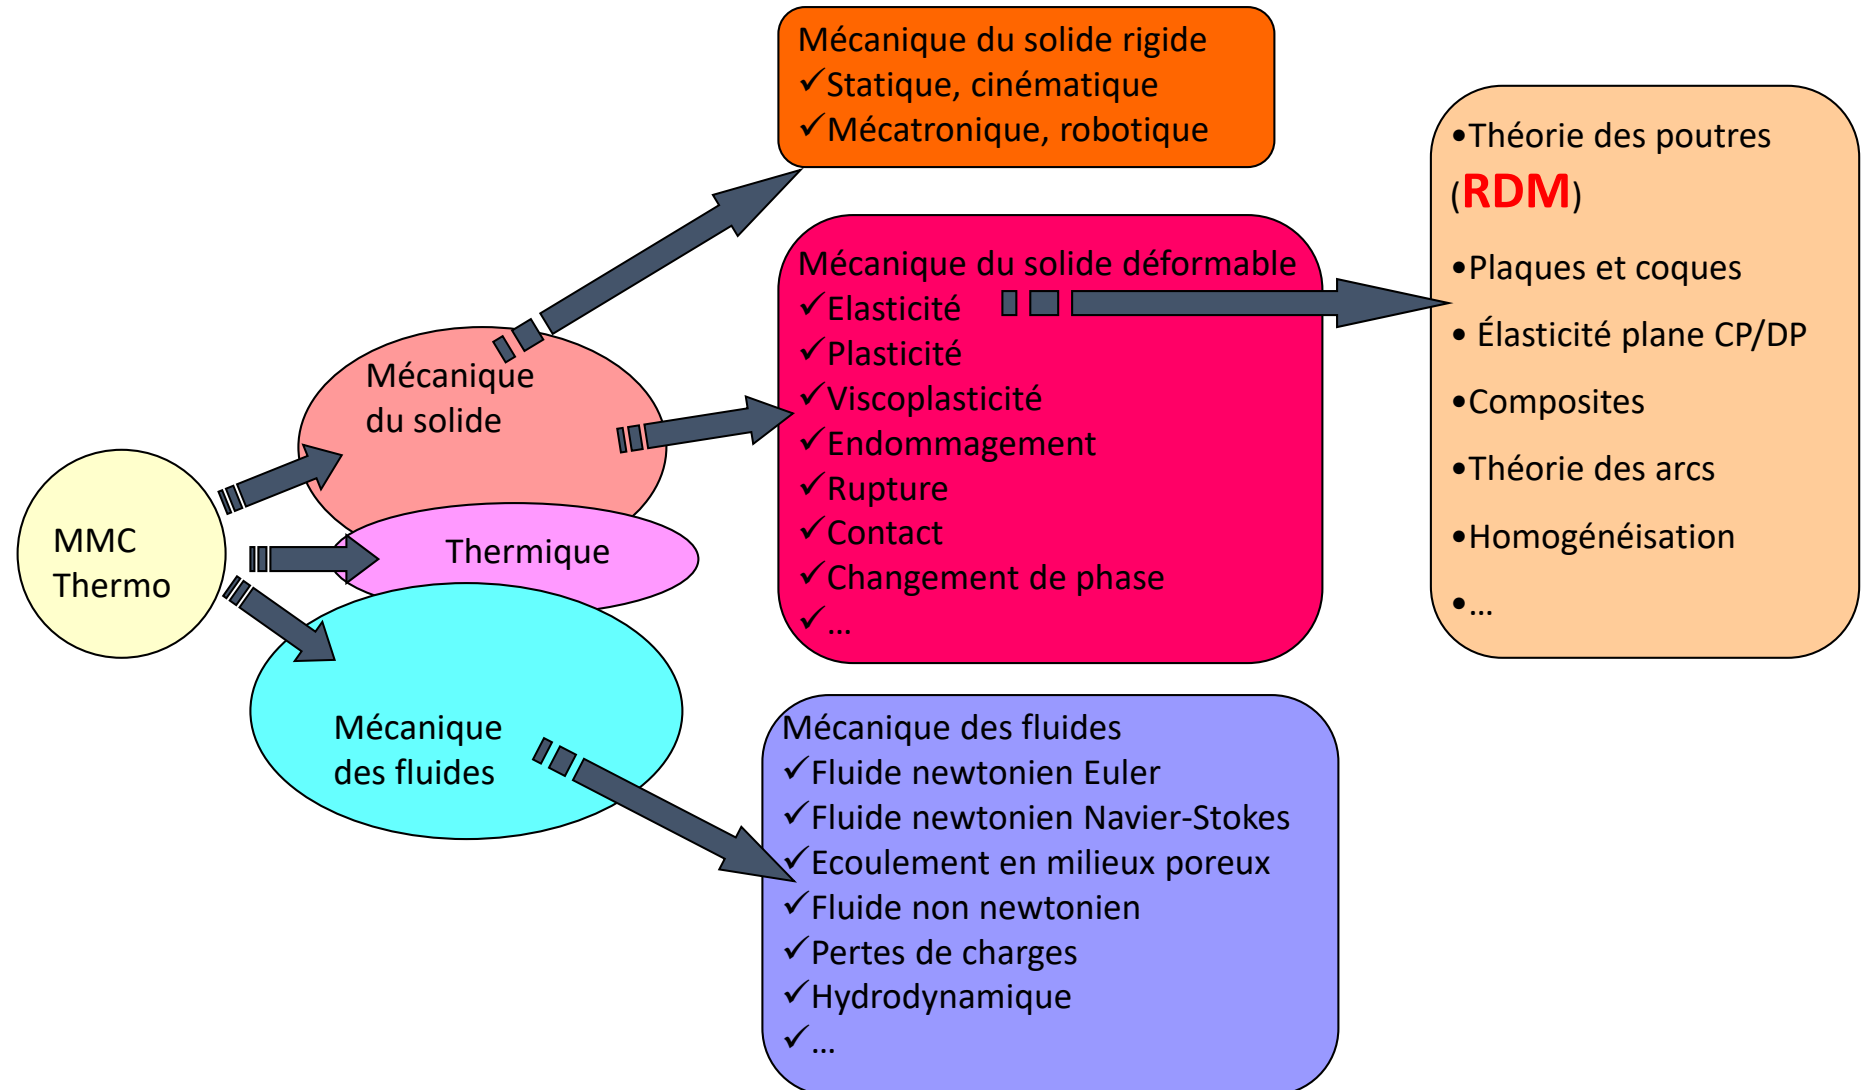 MMC
Thermo
Mécanique
du solide
Thermique
Mécanique
des fluides
Mécanique du solide rigide
✓Statique, cinématique
✓Mécatronique, robotique
Mécanique du solide déformable
✓Elasticité
✓Plasticité
✓Viscoplasticité
✓Endommagement
✓Rupture
✓Contact
✓Changement de phase
✓...
Mécanique des fluides
✓Fluide newtonien Euler
✓Fluide newtonien Navier-Stokes
✓Ecoulement en milieux poreux
✓Fluide non newtonien
✓Pertes de charges
✓Hydrodynamique
✓...
•Théorie des poutres
(RDM)
•Plaques et coques
• Élasticité plane CP/DP
•Composites
•Théorie des arcs
•Homogénéisation
•...